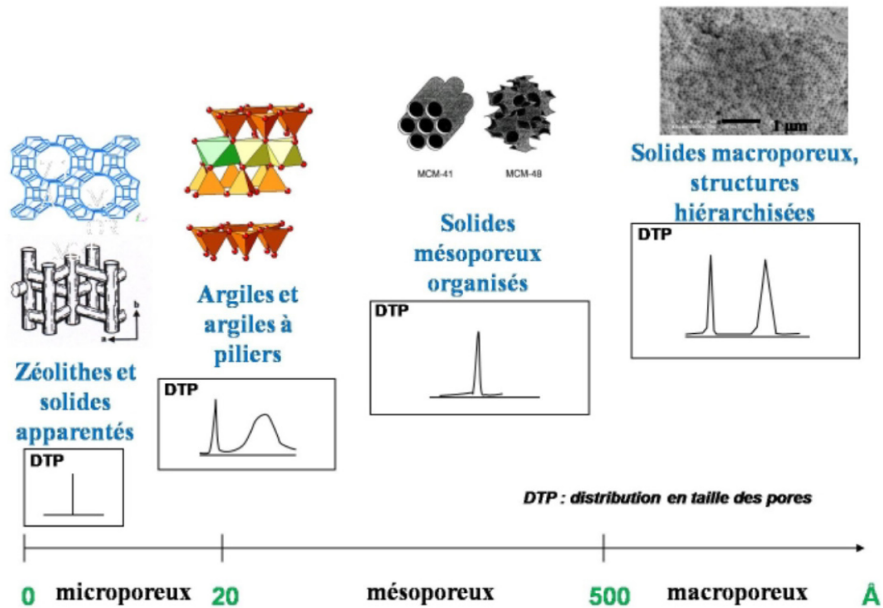 1 µm
MCM-41
MCM-48
Solides macroporeux,
structures
hiérarchisées
DTP
Solides
mésoporeux
organisés
DTP
Argiles et
argiles à
piliers
DTP
b
a
Zéolithes et
solides
apparentés
DTP
DTP : distribution en taille des pores
0 microporeux 20 mésoporeux 500 macroporeux Å